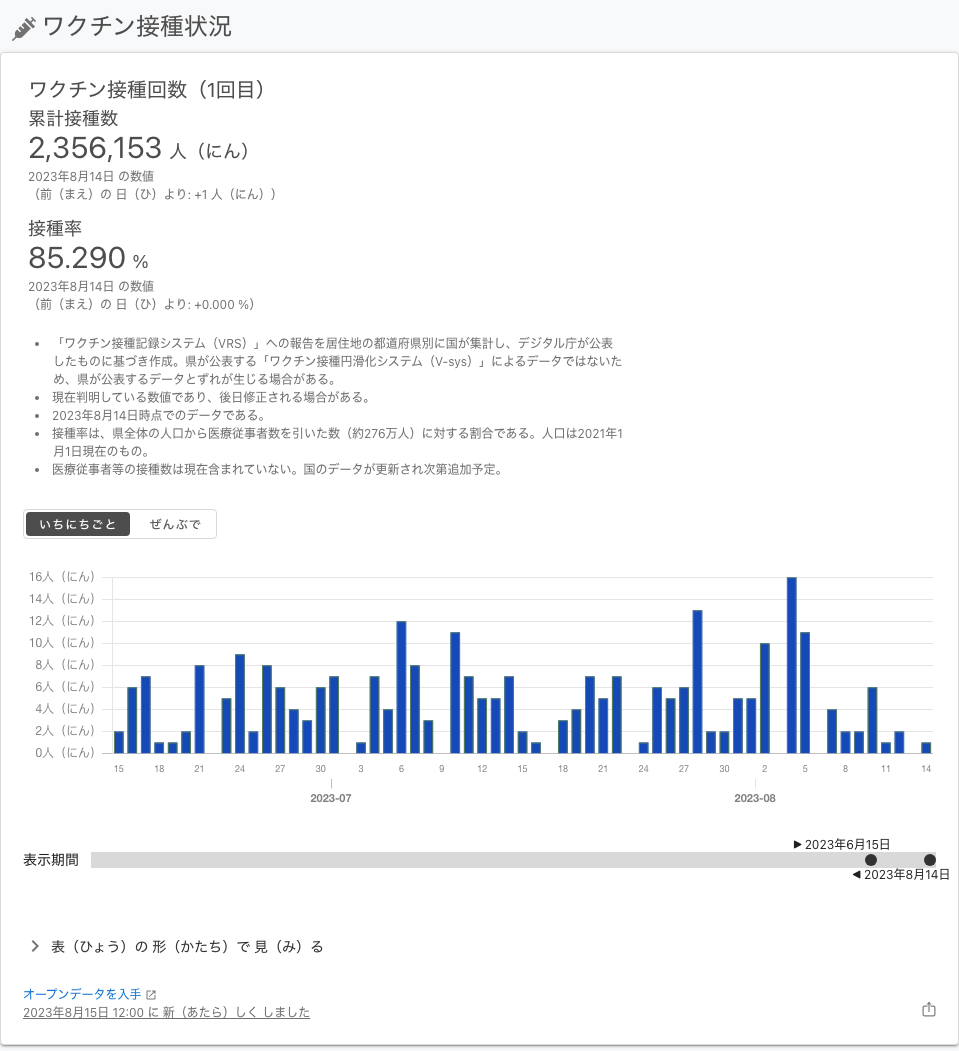 ワクチン接種状況
ワクチン接種回数（1回目）
累計接種数
2,356,153 人（にん）
2023年8月14日 の数値
（前（まえ）の 日（ひ）より: +1 人（にん））
接種率
85.290 %
2023年8月14日 の数値
（前（まえ）の 日（ひ）より: +0.000 %）
• 「ワクチン接種記録システム（VRS）」への報告を居住地の都道府県別に国が集計し、デジタル庁が公表
したものに基づき作成。県が公表する「ワクチン接種円滑化システム（V-sys）」によるデータではないた
め、県が公表するデータとずれが生じる場合がある。
• 現在判明している数値であり、後日修正される場合がある。
• 2023年8月14日時点でのデータである。
• 接種率は、県全体の人口から医療従事者数を引いた数（約276万人）に対する割合である。人口は2021年1
月1日現在のもの。
• 医療従事者等の接種数は現在含まれていない。国のデータが更新され次第追加予定。
いちにちごと ぜんぶで
16人（にん）
14人（にん）
12人（にん）
10人（にん）
8人（にん）
6人（にん）
4人（にん）
2人（にん）
0人（にん）
15 18 21 24 27 30 3 6 9 12 15 18 21 24 27 30 2 5 8 11 14
2023-07 2023-08
▶ 2023年6月15日
表示期間
◀ 2023年8月14日
表（ひょう）の 形（かたち）で 見（み）る
オープンデータを入手
2023年8月15日 12:00 に 新（あたら）しく しました